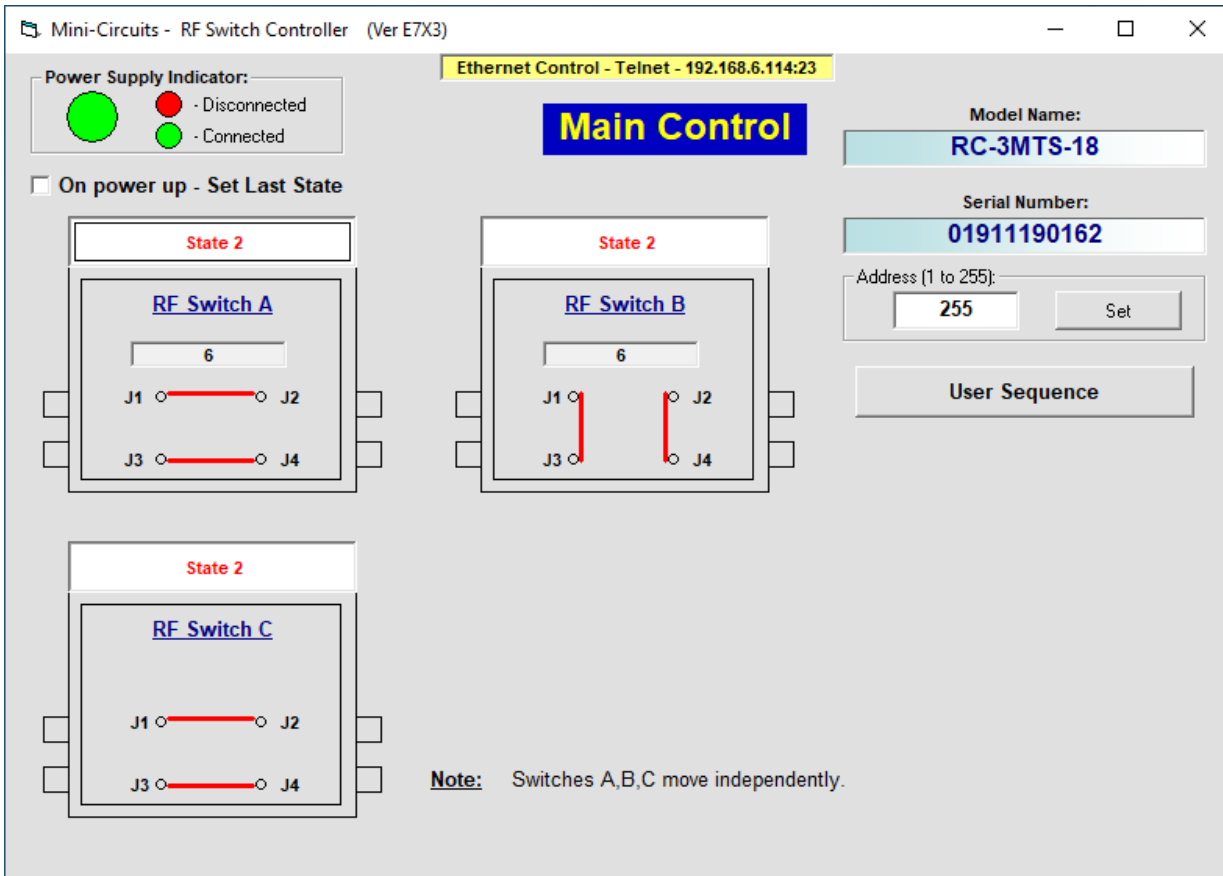 Mini-Circuits - RF Switch Controller (Ver E7X3)
Ethernet Control - Telnet - 192.168.6.114:23
Power Supply Indicator:
- Disconnected
- Connected
Main Control
Model Name:
RC-3MTS-18
On power up - Set Last State
Serial Number:
01911190162
State 2
RF Switch A
6
J1 J2
J3 J4
State 2
RF Switch B
6
J1 J2
J3 J4
Address (1 to 255):
255 Set
User Sequence
State 2
RF Switch C
J1 J2
J3 J4
Note: Switches A,B,C move independently.